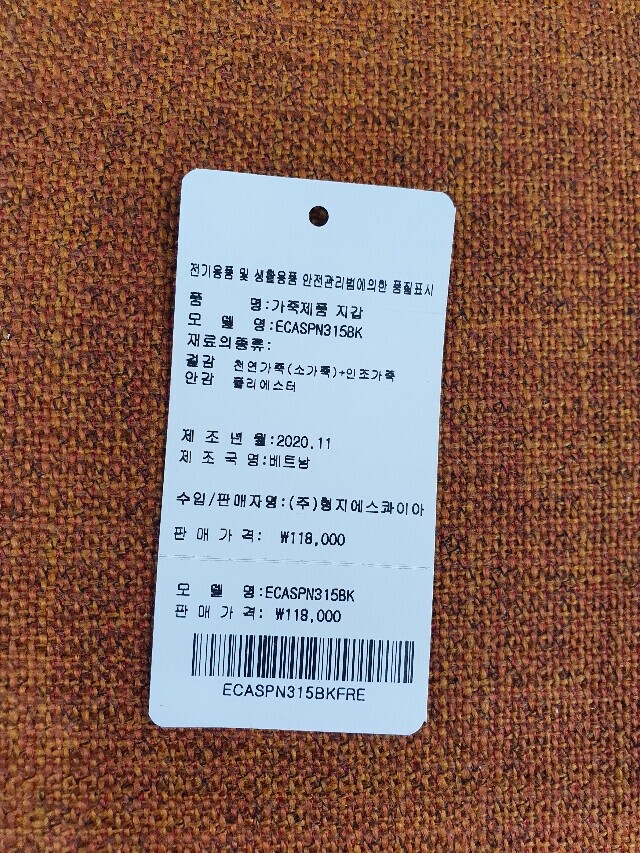 전기용품 및 생활용품 안전관리법에의한 품질표시
품 명:가죽제품 지갑
모 델 명:ECASPN315BK
재료의종류:
겉감 천연가죽(소가죽)+인조가죽
안감 폴리에스터
제 조 년 월:2020.11
제 조 국 명:베트남
수입/판매자명:(주)형지에스콰이아
판 매 가 격: ₩118,000
모 델 명:ECASPN315BK
판 매 가 격: ₩118,000
ECASPN315BKFRE